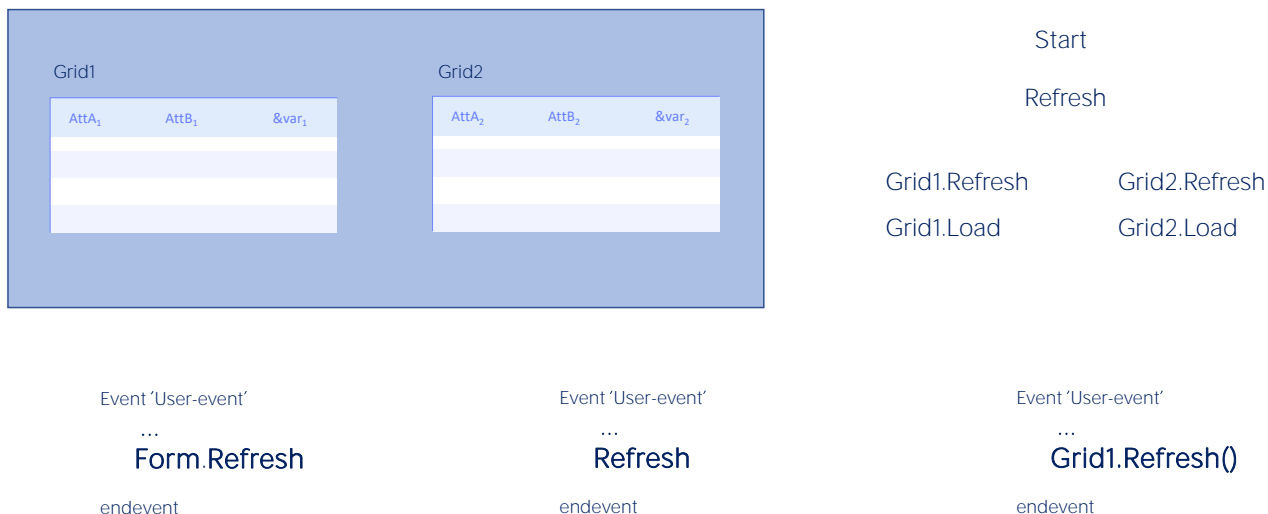 Start
Refresh
Grid1
Grid2
AttA₁ AttB₁ &var₁
AttA₂ AttB₂ &var₂
Grid1.Refresh Grid2.Refresh
Grid1.Load Grid2.Load
Event ‘User-event’
...
Form.Refresh
endevent
Event ‘User-event’
...
Refresh
endevent
Event ‘User-event’
...
Grid1.Refresh()
endevent